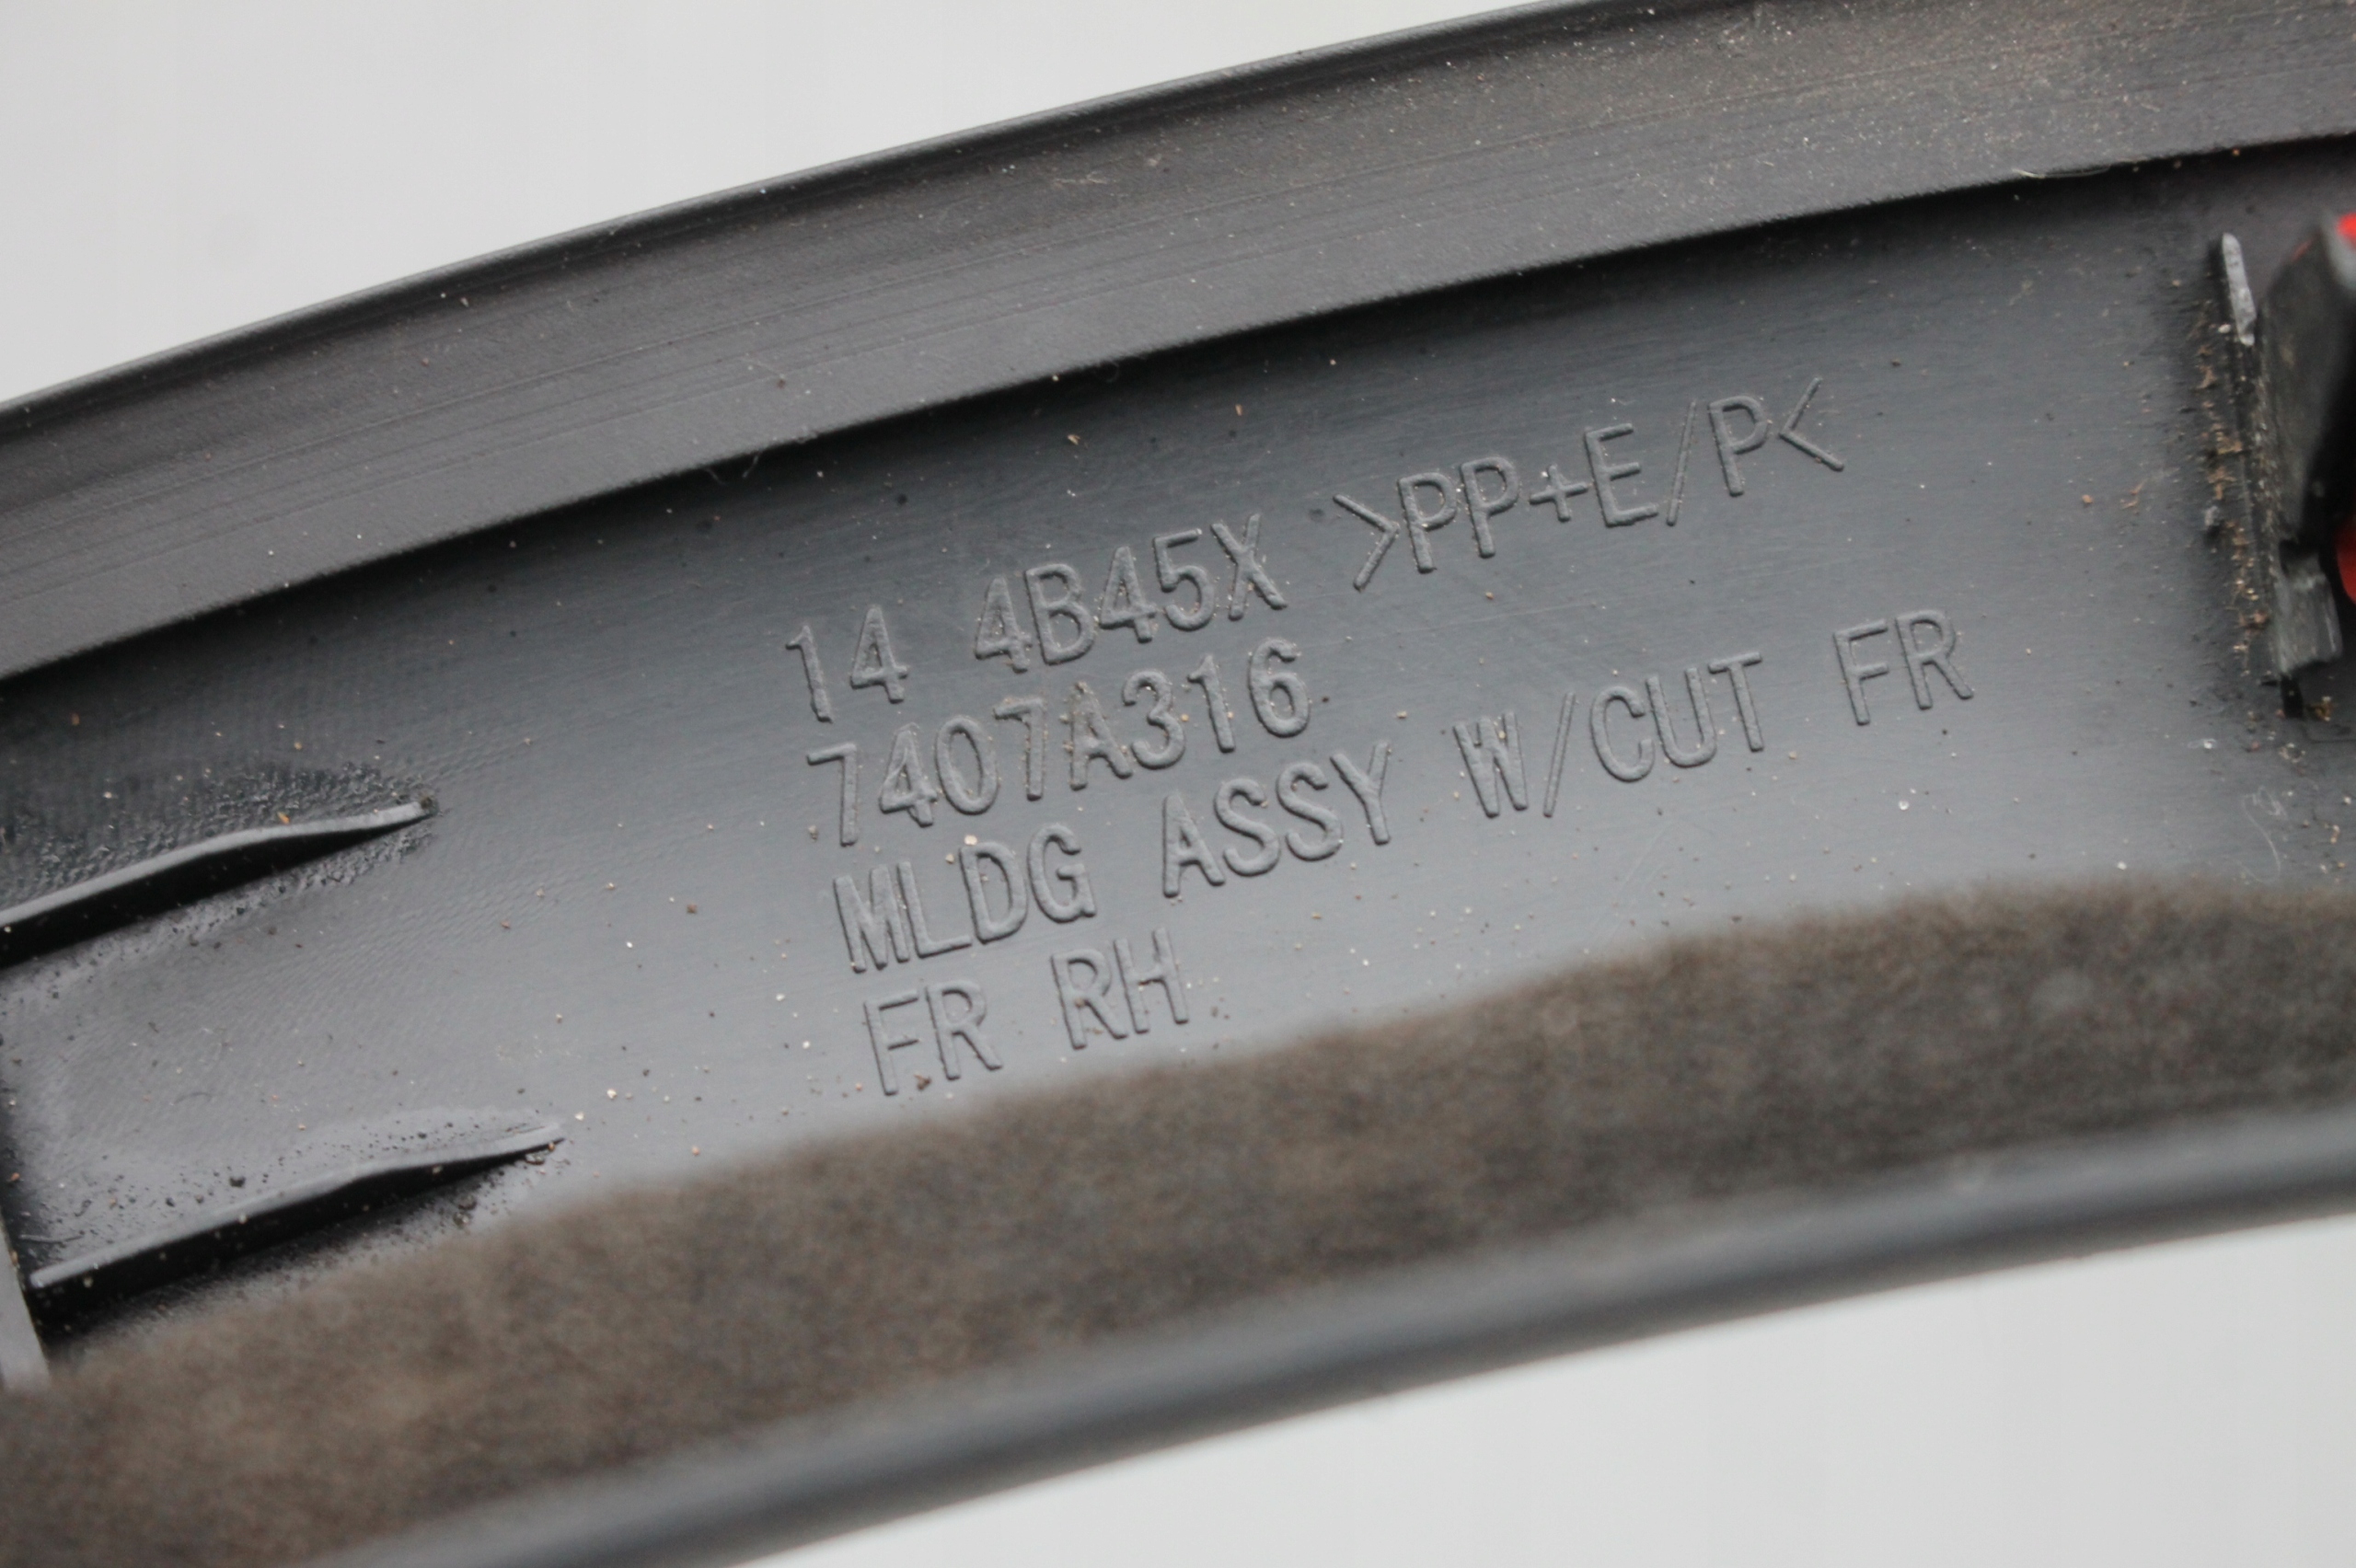 14 4B45X >PP+E/P<
7407A316
MLDG ASSY W/CUT FR
FR RH